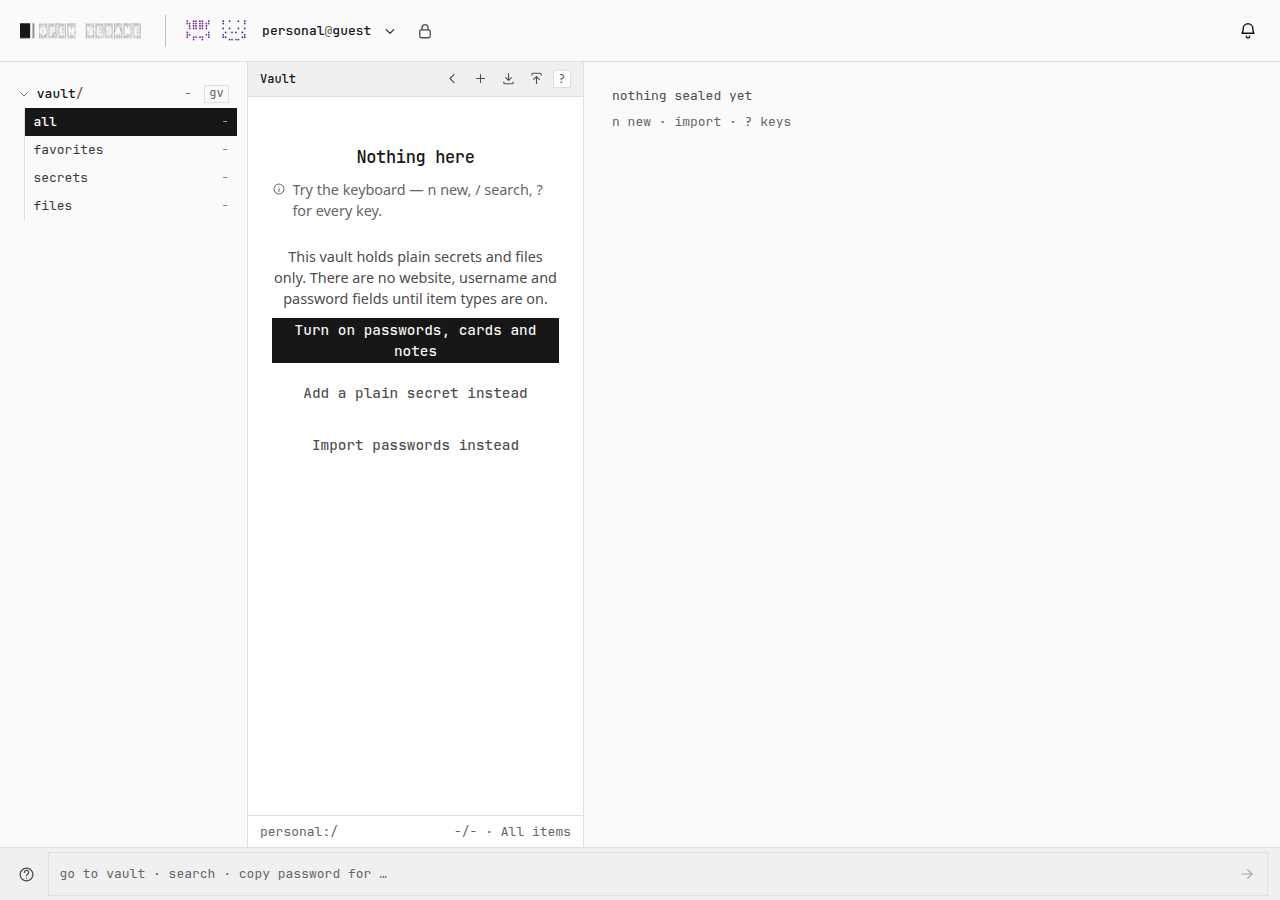 OPEN SESAME
personal@guest
vault/ - gv
all -
favorites -
secrets -
files -
Vault ?
Nothing here
Try the keyboard — n new, / search, ?
for every key.
This vault holds plain secrets and files
only. There are no website, username and
password fields until item types are on.
Turn on passwords, cards and
notes
Add a plain secret instead
Import passwords instead
personal:/ -/- · All items
nothing sealed yet
n new · import · ? keys
go to vault · search · copy password for …